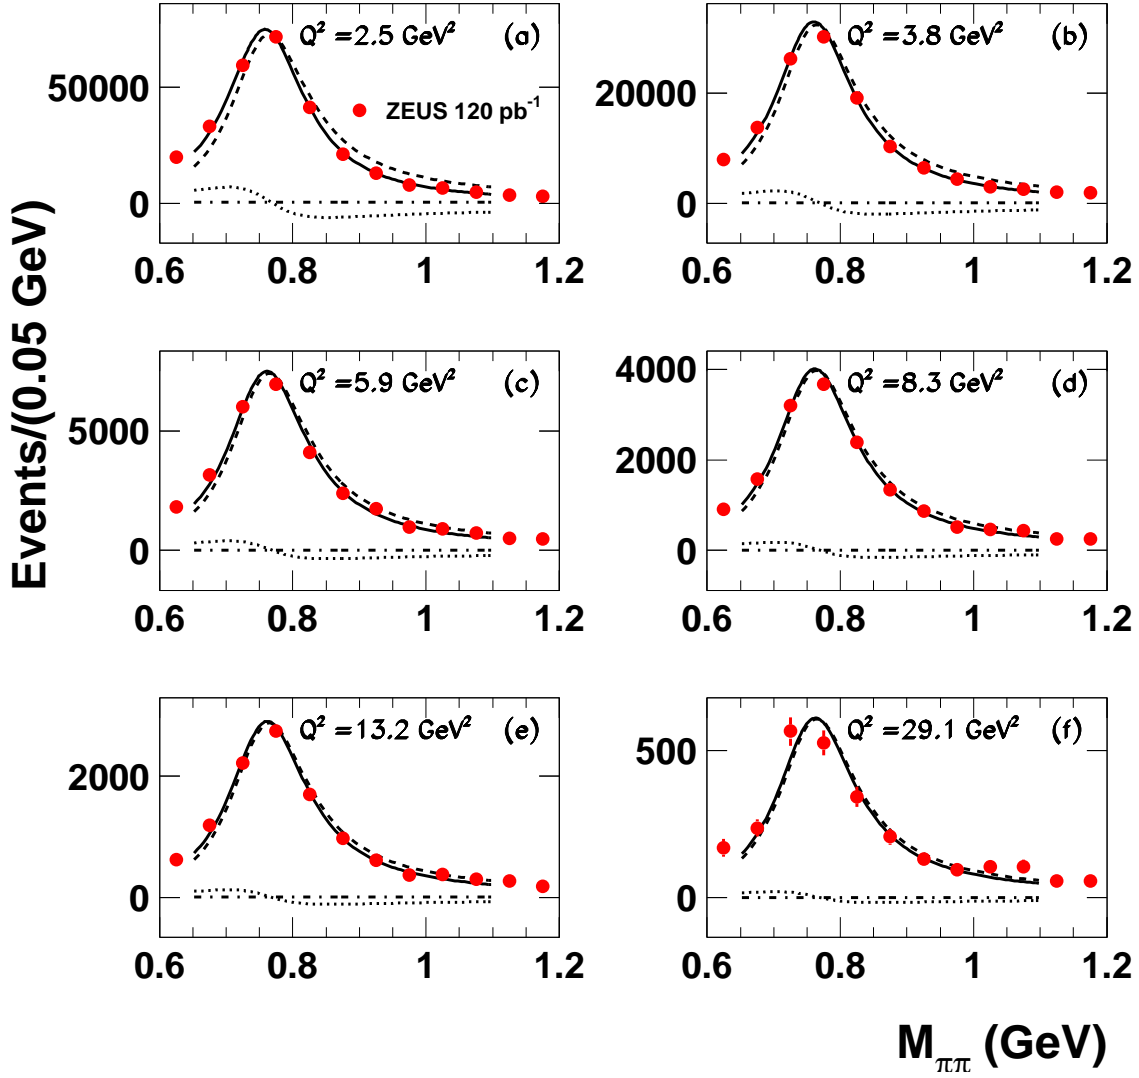 Events/(0.05 GeV)
Q² = 2.5 GeV² (a)
50000
ZEUS 120 pb⁻¹
0
0.6 0.8 1 1.2
Q² = 3.8 GeV² (b)
20000
0
0.6 0.8 1 1.2
Q² = 5.9 GeV² (c)
5000
0
0.6 0.8 1 1.2
Q² = 8.3 GeV² (d)
4000
2000
0
0.6 0.8 1 1.2
Q² = 13.2 GeV² (e)
2000
0
0.6 0.8 1 1.2
Q² = 29.1 GeV² (f)
500
0
0.6 0.8 1 1.2
M_ππ (GeV)